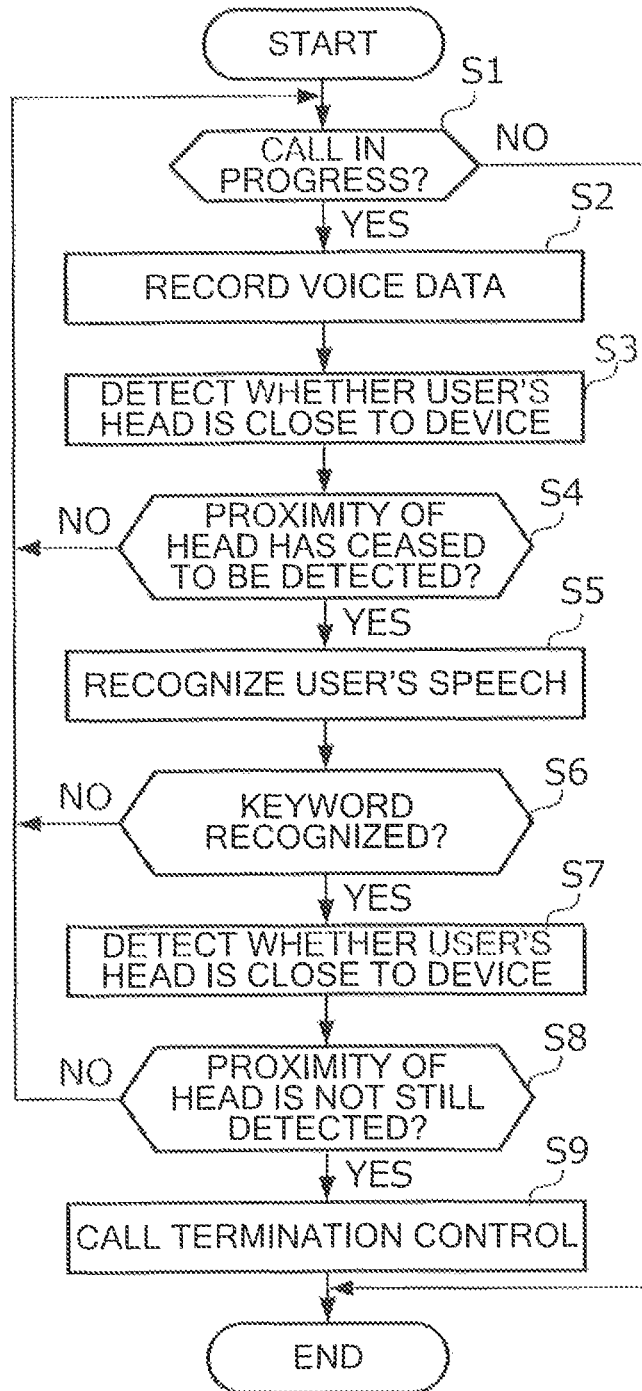 START
S1
CALL IN
PROGRESS?
NO
YES
S2
RECORD VOICE DATA
S3
DETECT WHETHER USER'S
HEAD IS CLOSE TO DEVICE
S4
NO
PROXIMITY OF
HEAD HAS CEASED
TO BE DETECTED?
YES
S5
RECOGNIZE USER'S SPEECH
S6
NO
KEYWORD
RECOGNIZED?
YES
S7
DETECT WHETHER USER'S
HEAD IS CLOSE TO DEVICE
S8
NO
PROXIMITY OF
HEAD IS NOT STILL
DETECTED?
YES
S9
CALL TERMINATION CONTROL
END